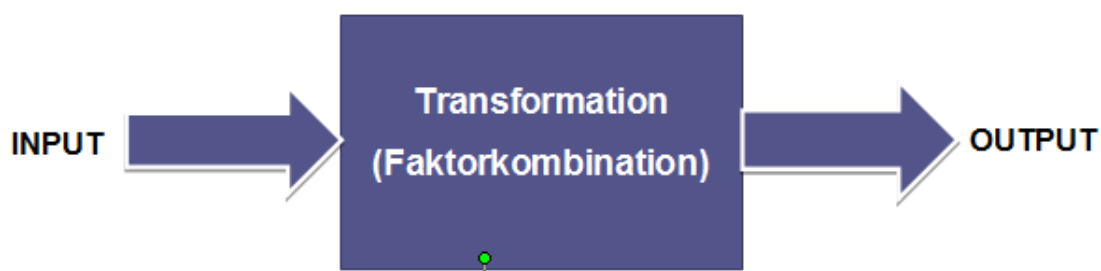 INPUT
Transformation
(Faktorkombination)
OUTPUT